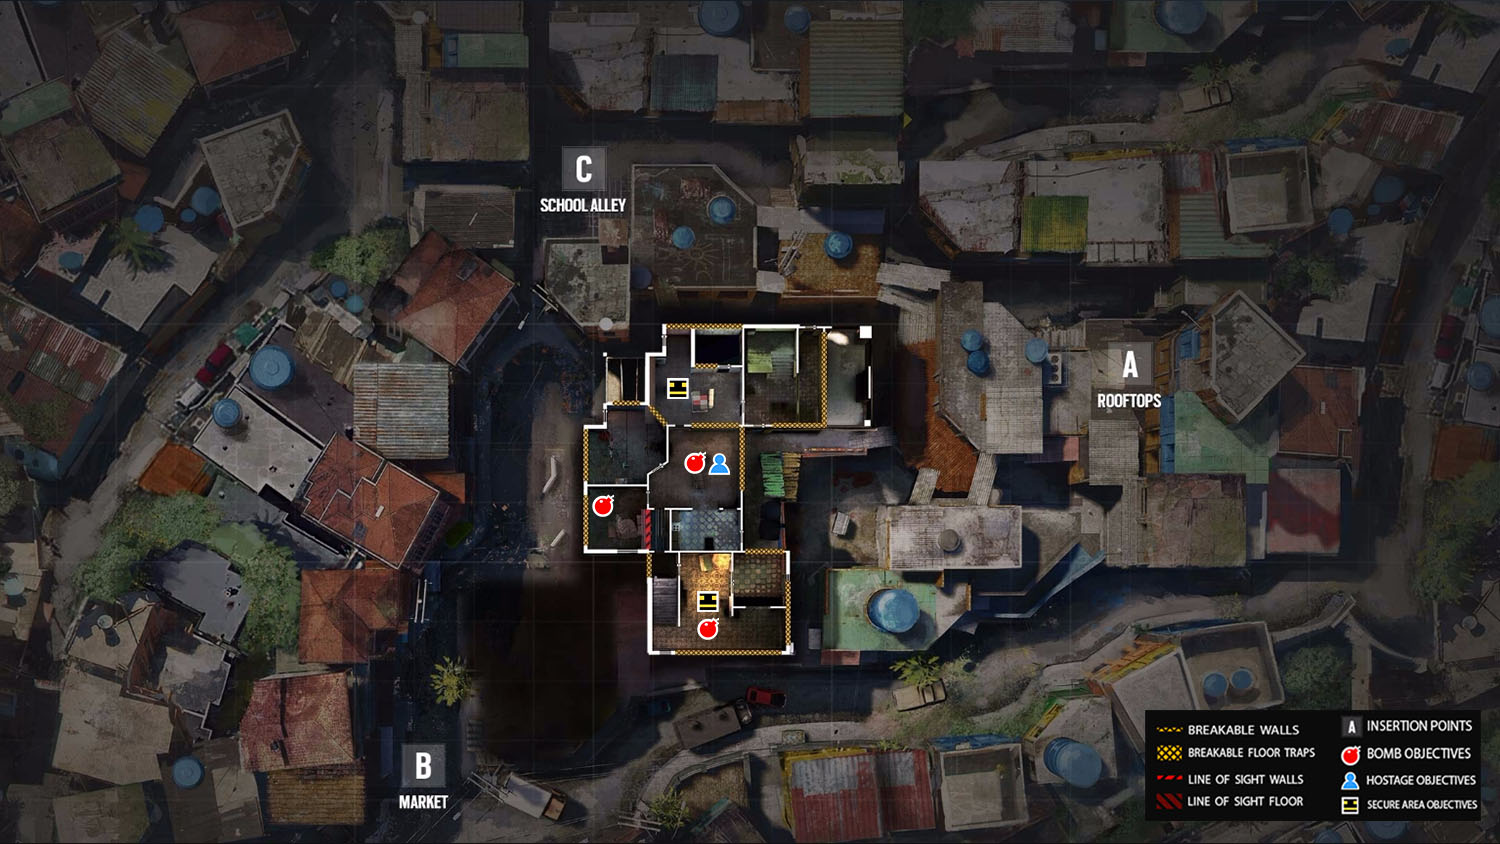 C
SCHOOL ALLEY
A
ROOFTOPS
B
MARKET
BREAKABLE WALLS
BREAKABLE FLOOR TRAPS
LINE OF SIGHT WALLS
LINE OF SIGHT FLOOR
A INSERTION POINTS
BOMB OBJECTIVES
HOSTAGE OBJECTIVES
SECURE AREA OBJECTIVES